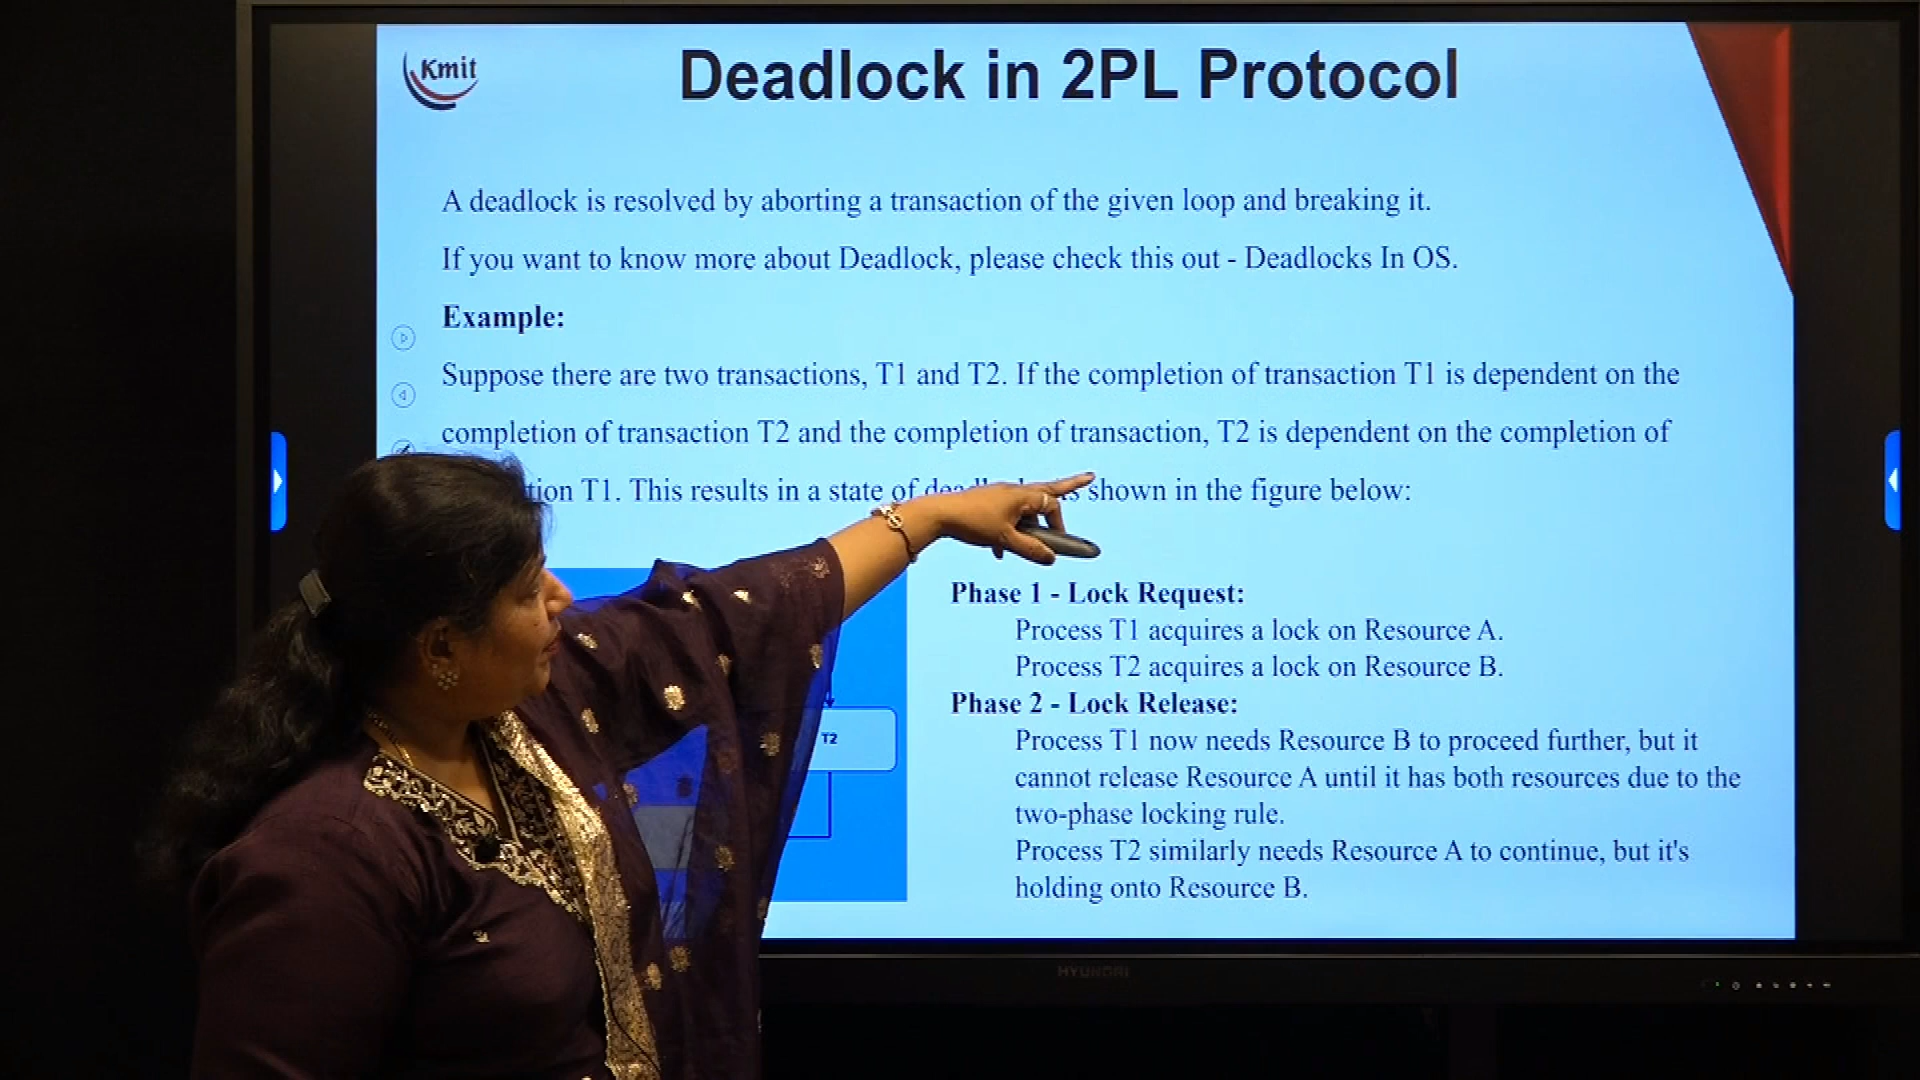 Kmit
Deadlock in 2PL Protocol
A deadlock is resolved by aborting a transaction of the given loop and breaking it.
If you want to know more about Deadlock, please check this out - Deadlocks In OS.
Example:
Suppose there are two transactions, T1 and T2. If the completion of transaction T1 is dependent on the
completion of transaction T2 and the completion of transaction, T2 is dependent on the completion of
T1. This results in a state of shown in the figure below:
Phase 1 - Lock Request:
Process T1 acquires a lock on Resource A.
Process T2 acquires a lock on Resource B.
Phase 2 - Lock Release:
Process T1 now needs Resource B to proceed further, but it
cannot release Resource A until it has both resources due to the
two-phase locking rule.
Process T2 similarly needs Resource A to continue, but it's
holding onto Resource B.
T2
HYUNDAI